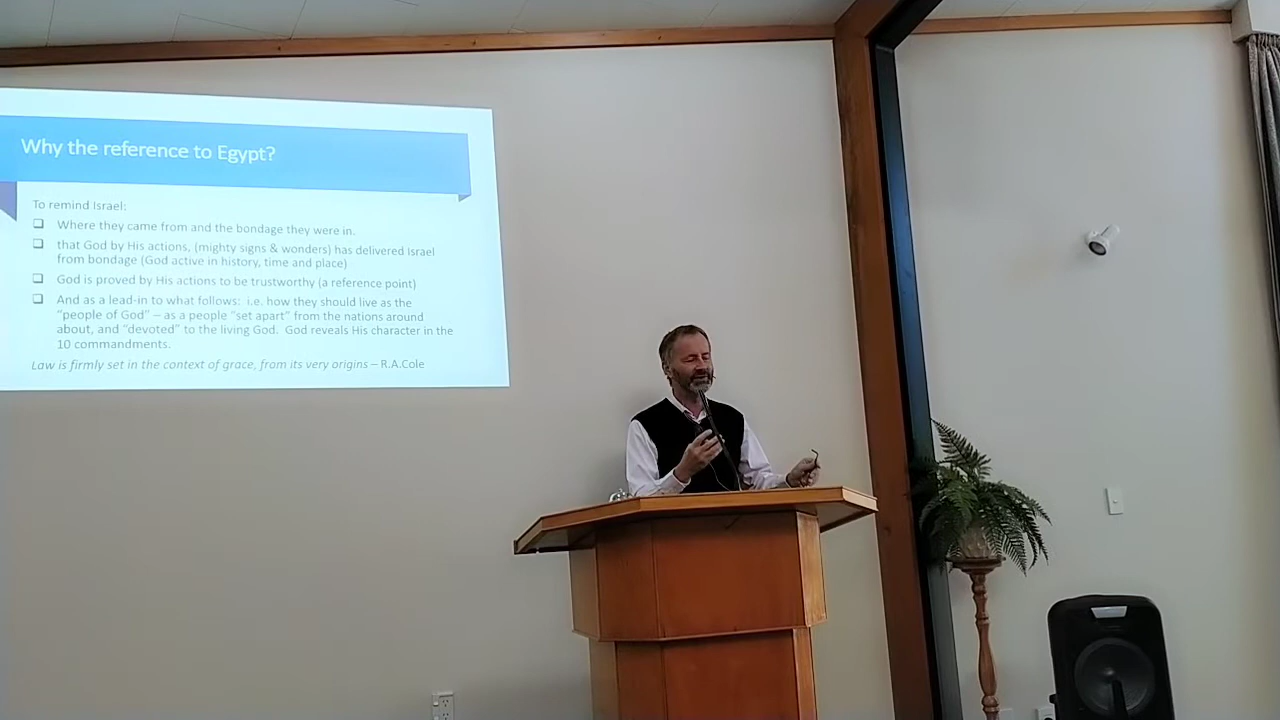 Why the reference to Egypt?
To remind Israel:
❑ Where they came from and the bondage they were in.
❑ that God by His actions, (mighty signs & wonders) has delivered Israel
from bondage (God active in history, time and place)
❑ God is proved by His actions to be trustworthy (a reference point)
❑ And as a lead-in to what follows: i.e. how they should live as the
"people of God" – as a people "set apart" from the nations around
about, and "devoted" to the living God. God reveals His character in the
10 commandments.
Law is firmly set in the context of grace, from its very origins – R.A.Cole